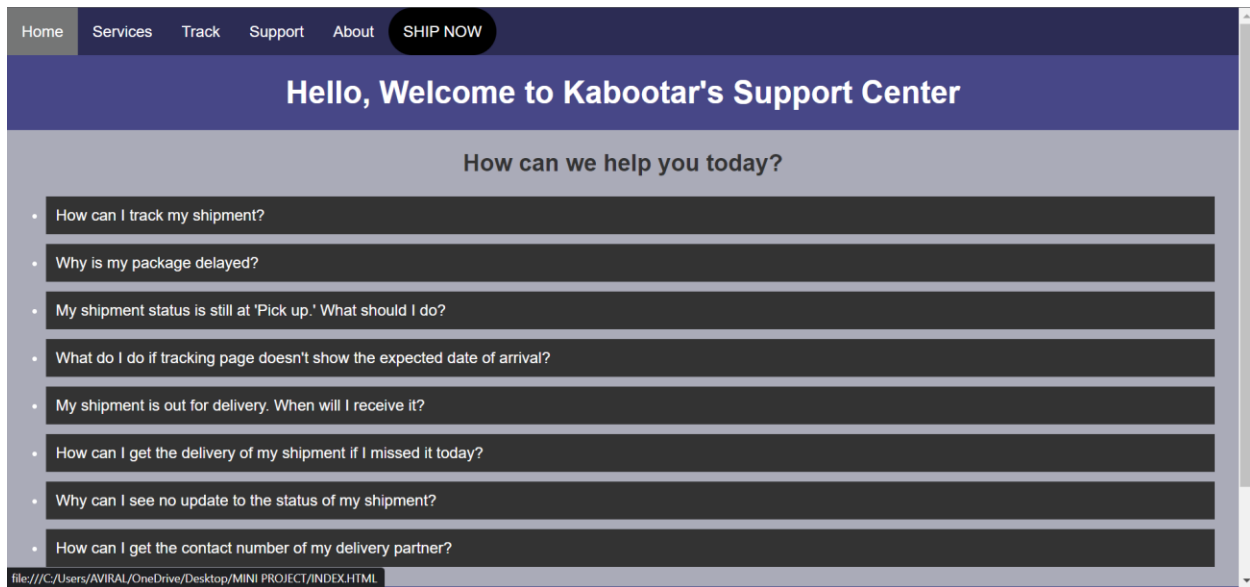 Home Services Track Support About SHIP NOW
Hello, Welcome to Kabootar's Support Center
How can we help you today?
How can I track my shipment?
Why is my package delayed?
My shipment status is still at 'Pick up.' What should I do?
What do I do if tracking page doesn't show the expected date of arrival?
My shipment is out for delivery. When will I receive it?
How can I get the delivery of my shipment if I missed it today?
Why can I see no update to the status of my shipment?
How can I get the contact number of my delivery partner?
file:///C:/Users/AVIRAL/OneDrive/Desktop/MINI PROJECT/INDEX.HTML